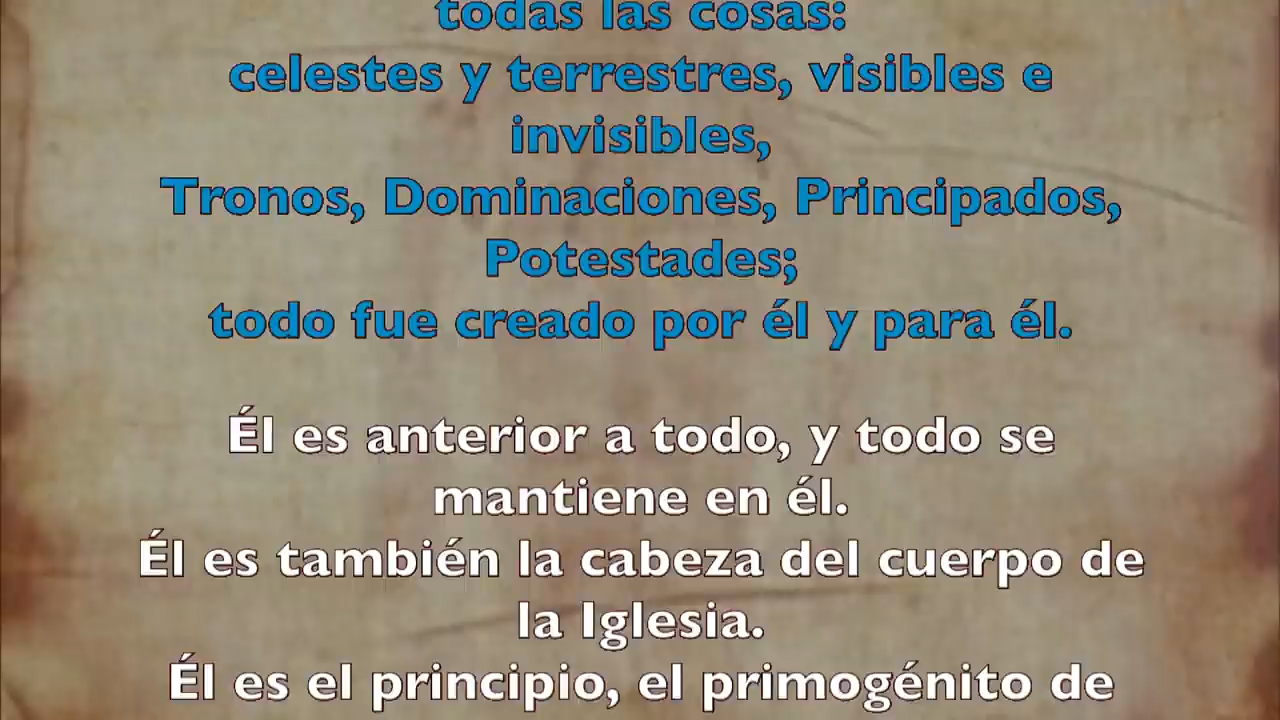 todas las cosas:
celestes y terrestres, visibles e
invisibles,
Tronos, Dominaciones, Principados,
Potestades;
todo fue creado por él y para él.
Él es anterior a todo, y todo se
mantiene en él.
Él es también la cabeza del cuerpo de
la Iglesia.
Él es el principio, el primogénito de